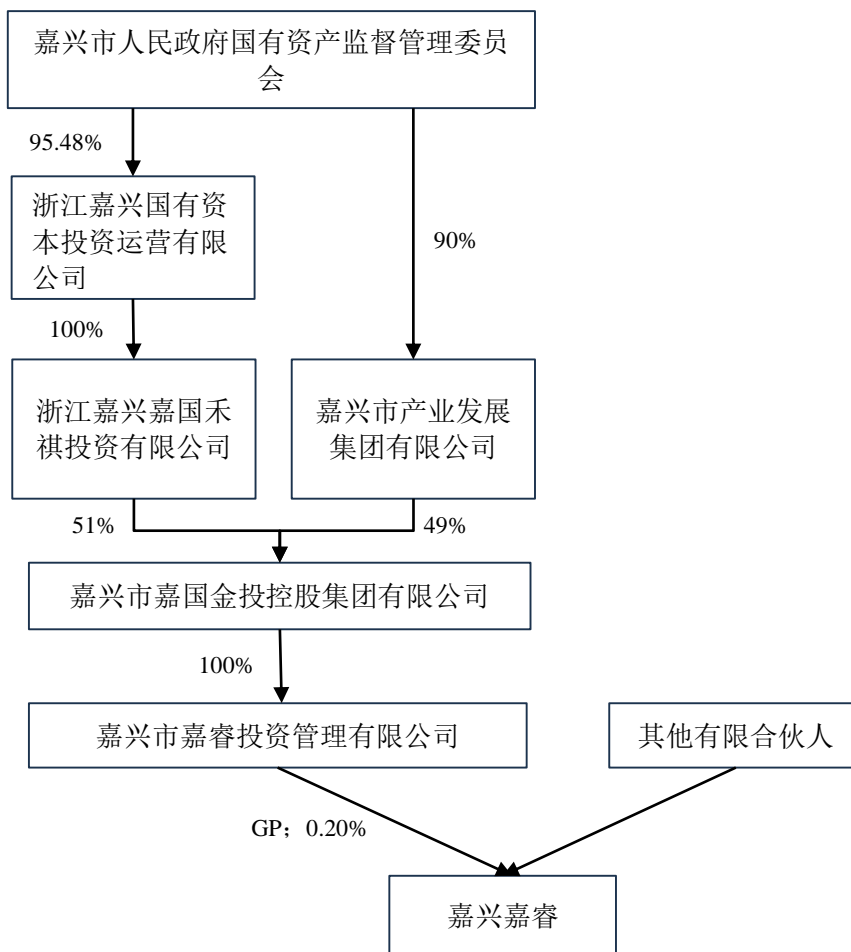 嘉兴市人民政府国有资产监督管理委员
会
95.48%
90%
浙江嘉兴国有资
本投资运营有限
公司
100%
浙江嘉兴嘉国禾
祺投资有限公司
嘉兴市产业发展
集团有限公司
51%
49%
嘉兴市嘉国金投控股集团有限公司
100%
嘉兴市嘉睿投资管理有限公司
其他有限合伙人
GP；0.20%
嘉兴嘉睿